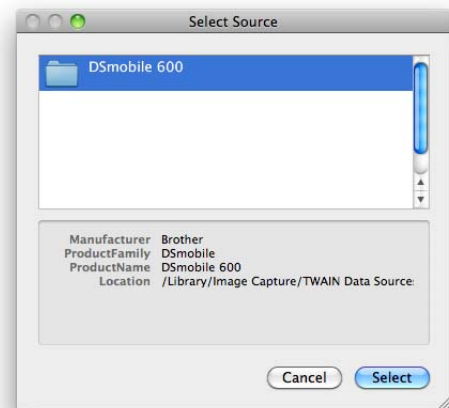 Select Source
DSmobile 600
Manufacturer Brother
ProductFamily DSmobile
ProductName DSmobile 600
Location /Library/Image Capture/TWAIN Data Source
Cancel
Select